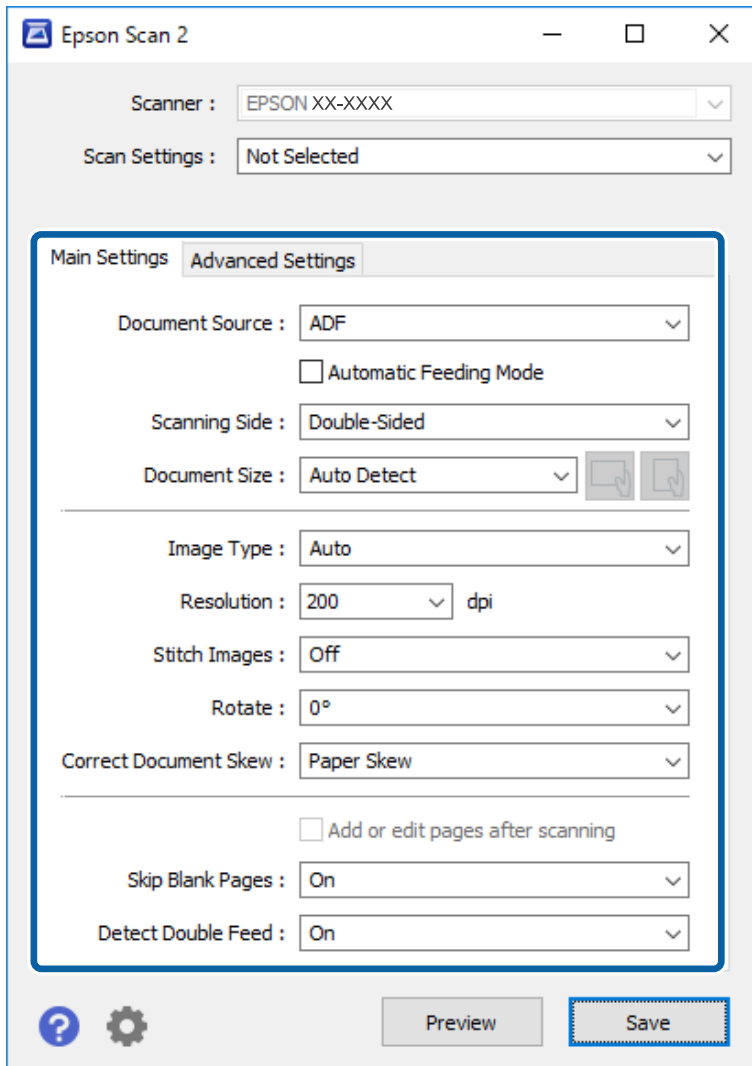 Epson Scan 2
Scanner : EPSON XX-XXXX
Scan Settings : Not Selected
Main Settings Advanced Settings
Document Source : ADF
Automatic Feeding Mode
Scanning Side : Double-Sided
Document Size : Auto Detect
Image Type : Auto
Resolution : 200 dpi
Stitch Images : Off
Rotate : 0°
Correct Document Skew : Paper Skew
Add or edit pages after scanning
Skip Blank Pages : On
Detect Double Feed : On
? Preview Save